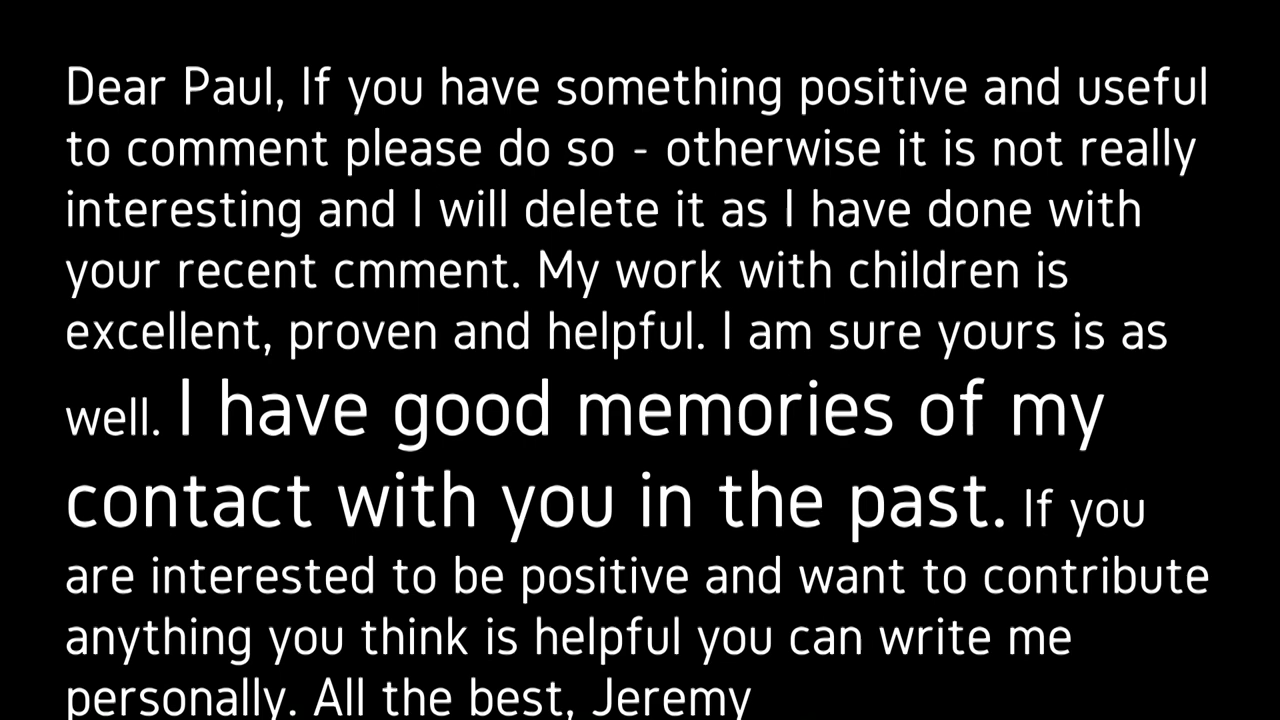 Dear Paul, If you have something positive and useful
to comment please do so - otherwise it is not really
interesting and I will delete it as I have done with
your recent cmment. My work with children is
excellent, proven and helpful. I am sure yours is as
well. I have good memories of my
contact with you in the past. If you
are interested to be positive and want to contribute
anything you think is helpful you can write me
personally. All the best, Jeremy